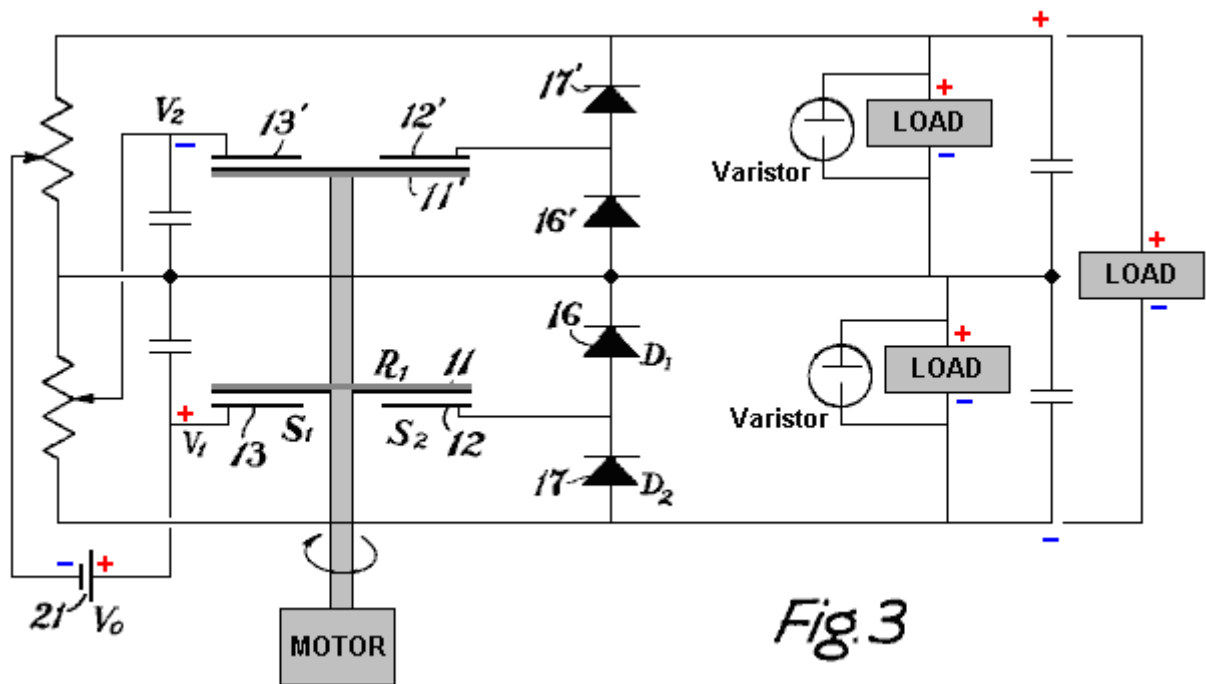 +
17'
+
LOAD
−
Varistor
V₂
−
13'
12'
11'
16'
+
LOAD
−
16
D₁
+
LOAD
−
Varistor
R₁
11
+
V₁
13
S₁
S₂
12
17
D₂
−
−
+
21
V₀
MOTOR
Fig. 3